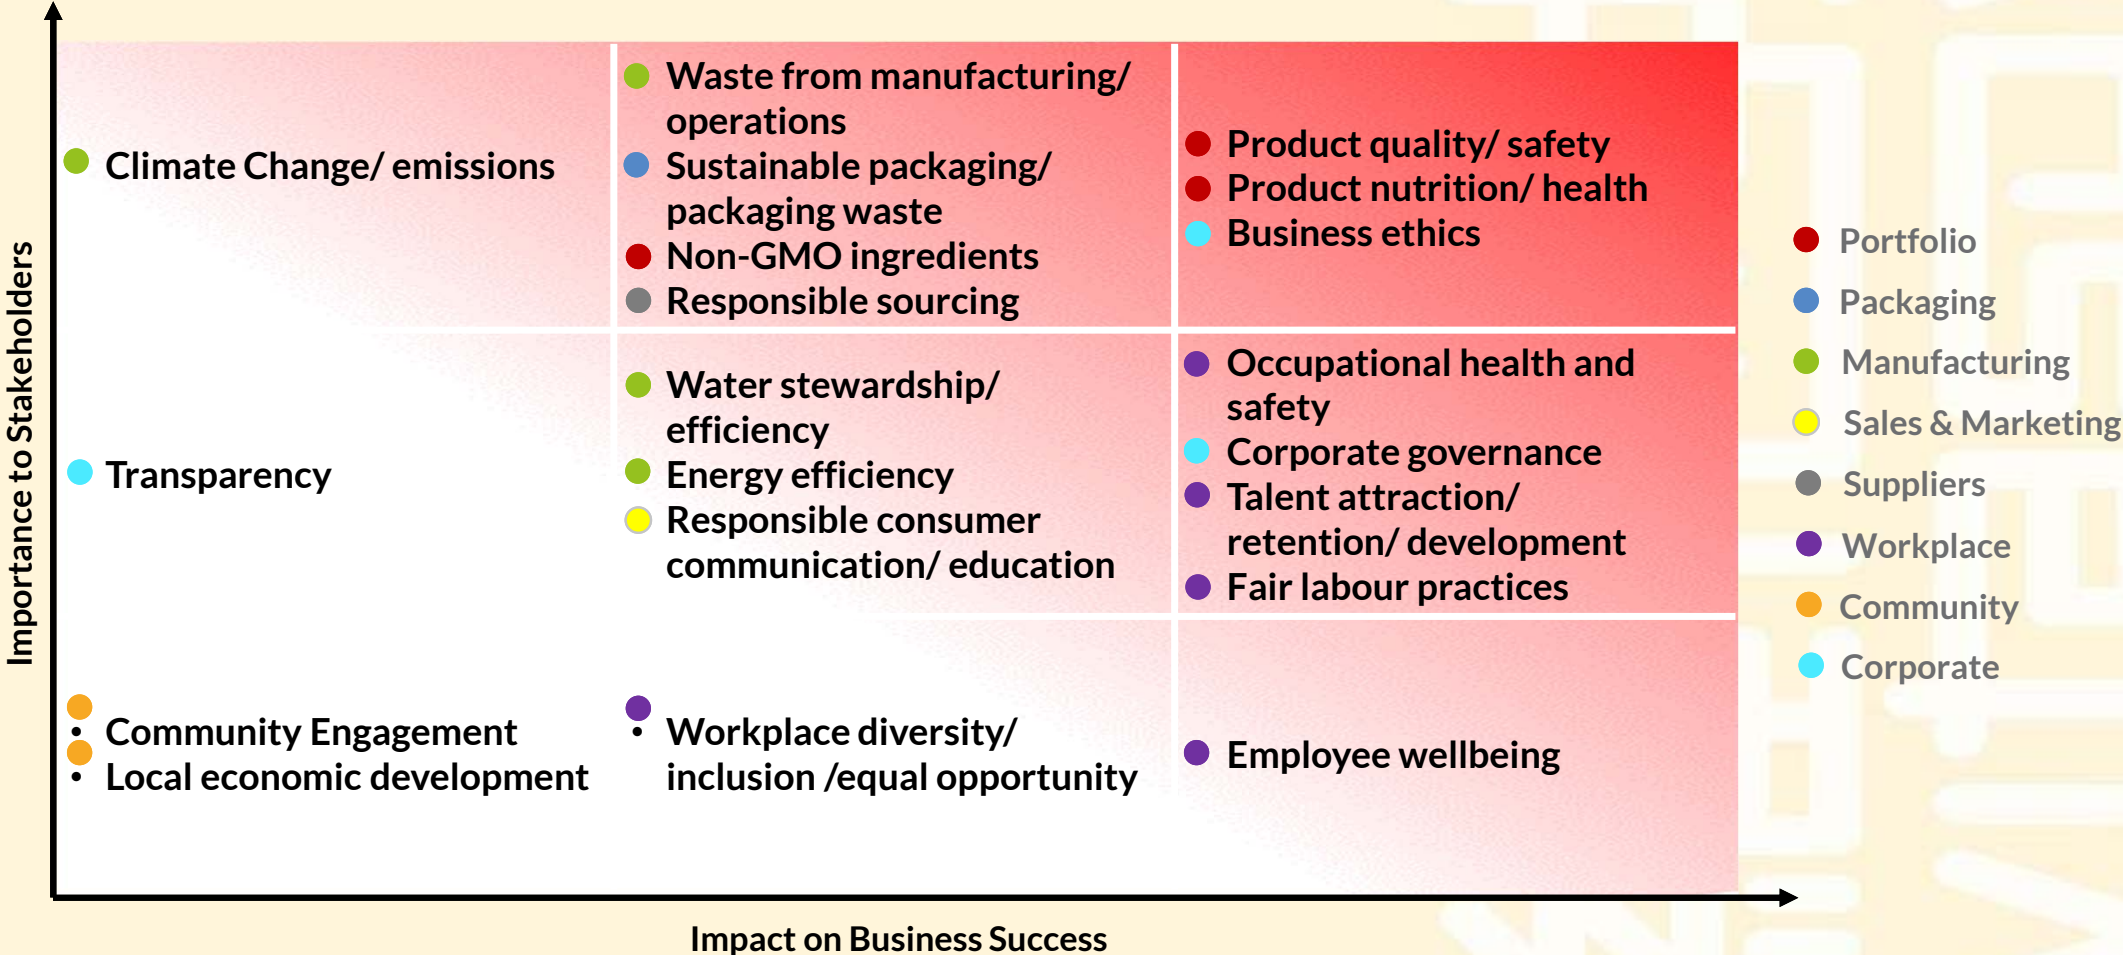 Importance to Stakeholders
Climate Change/ emissions
Waste from manufacturing/
operations
Sustainable packaging/
packaging waste
Non-GMO ingredients
Responsible sourcing
Product quality/ safety
Product nutrition/ health
Business ethics
Transparency
Water stewardship/
efficiency
Energy efficiency
Responsible consumer
communication/ education
Occupational health and
safety
Corporate governance
Talent attraction/
retention/ development
Fair labour practices
• Community Engagement
• Local economic development
• Workplace diversity/
inclusion /equal opportunity
Employee wellbeing
Impact on Business Success
Portfolio
Packaging
Manufacturing
Sales & Marketing
Suppliers
Workplace
Community
Corporate